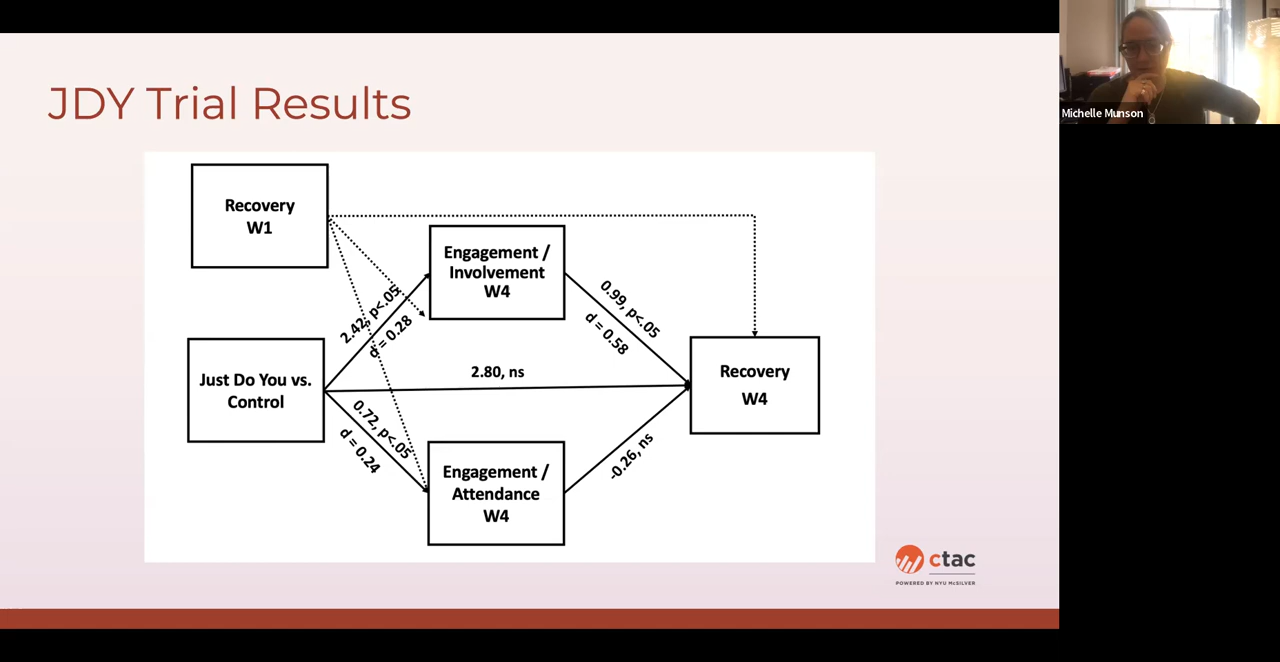 JDY Trial Results
Recovery
W1
Engagement /
Involvement
W4
2.42, p<.05
d = 0.28
0.99, p<.05
d = 0.58
Just Do You vs.
Control
2.80, ns
Recovery
W4
0.72, p<.05
d = 0.24
-0.26, ns
Engagement /
Attendance
W4
ctac
POWERED BY NYU McSILVER
Michelle Munson